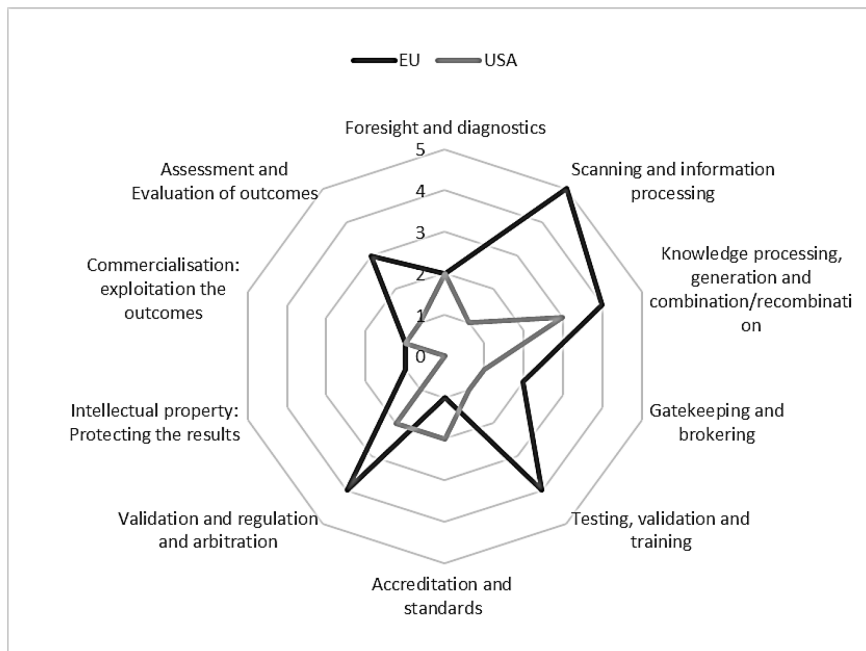 EU USA
Foresight and diagnostics
5
4
3
2
1
0
Scanning and information
processing
Knowledge processing,
generation and
combination/recombinati
on
Gatekeeping and
brokering
Testing, validation and
training
Accreditation and
standards
Validation and regulation
and arbitration
Intellectual property:
Protecting the results
Commercialisation:
exploitation the
outcomes
Assessment and
Evaluation of outcomes